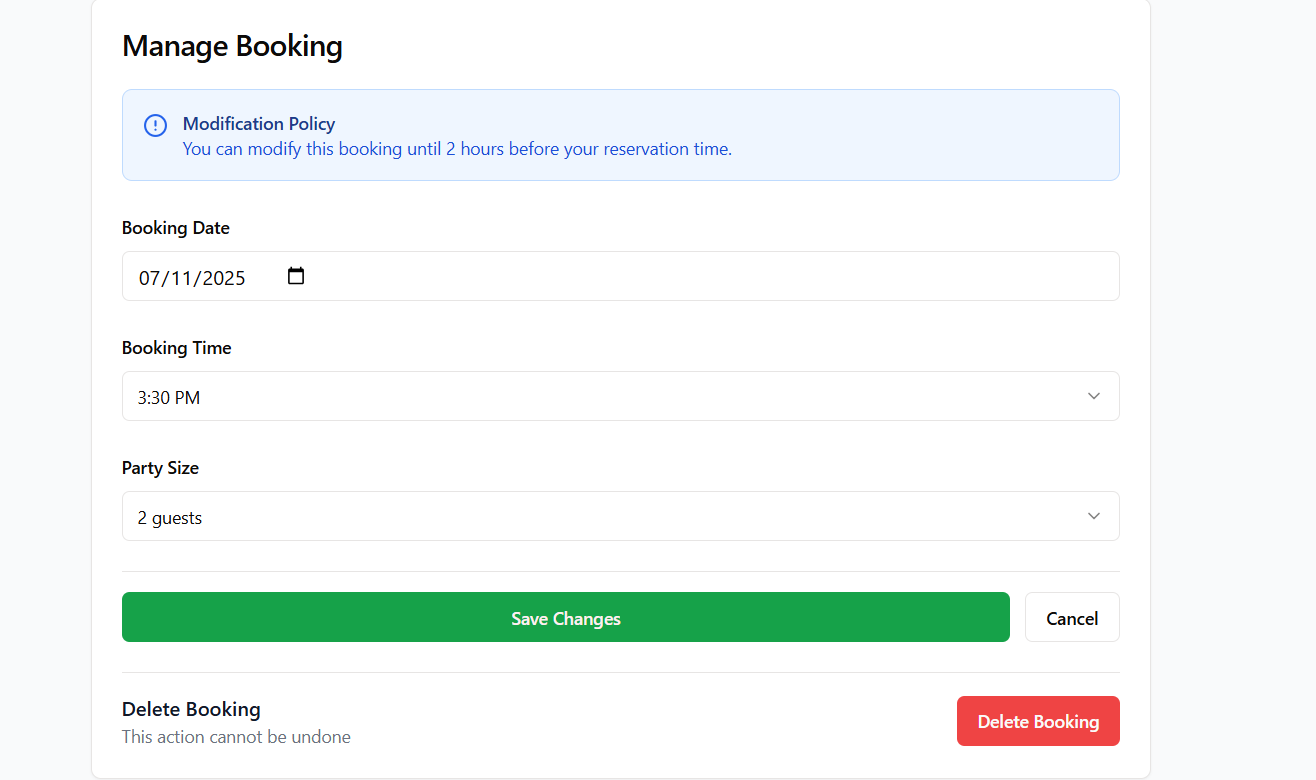 Manage Booking
Modification Policy
You can modify this booking until 2 hours before your reservation time.
Booking Date
07/11/2025
Booking Time
3:30 PM
Party Size
2 guests
Save Changes
Cancel
Delete Booking
This action cannot be undone
Delete Booking